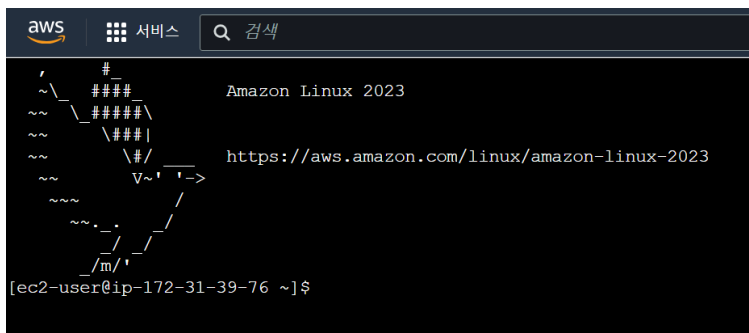 aws 서비스 검색
   ,     #_
   ~\_  ####_        Amazon Linux 2023
  ~~  \_#####\
  ~~     \###|
  ~~       \#/ ___   https://aws.amazon.com/linux/amazon-linux-2023
   ~~       V~' '->
    ~~~         /
      ~~._.   _/
         _/ _/
       _/m/'
[ec2-user@ip-172-31-39-76 ~]$